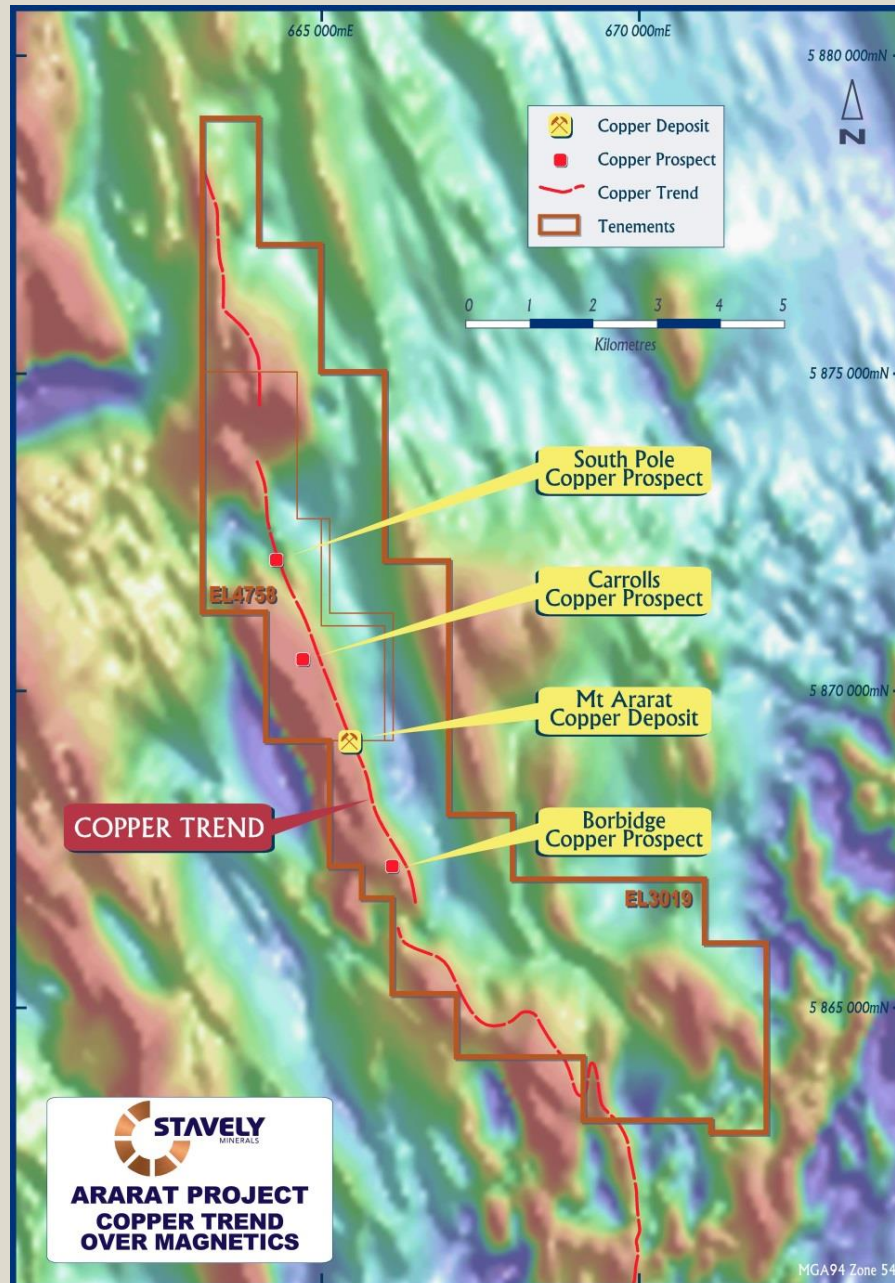 665 000mE
670 000mE
5 880 000mN
N
Copper Deposit
Copper Prospect
Copper Trend
Tenements
0 1 2 3 4 5
Kilometres
5 875 000mN
South Pole
Copper Prospect
EL4758
Carrolls
Copper Prospect
5 870 000mN
Mt Ararat
Copper Deposit
COPPER TREND
Borbidge
Copper Prospect
EL3019
5 865 000mN
STAVELY
MINERALS
ARARAT PROJECT
COPPER TREND
OVER MAGNETICS
MGA94 Zone